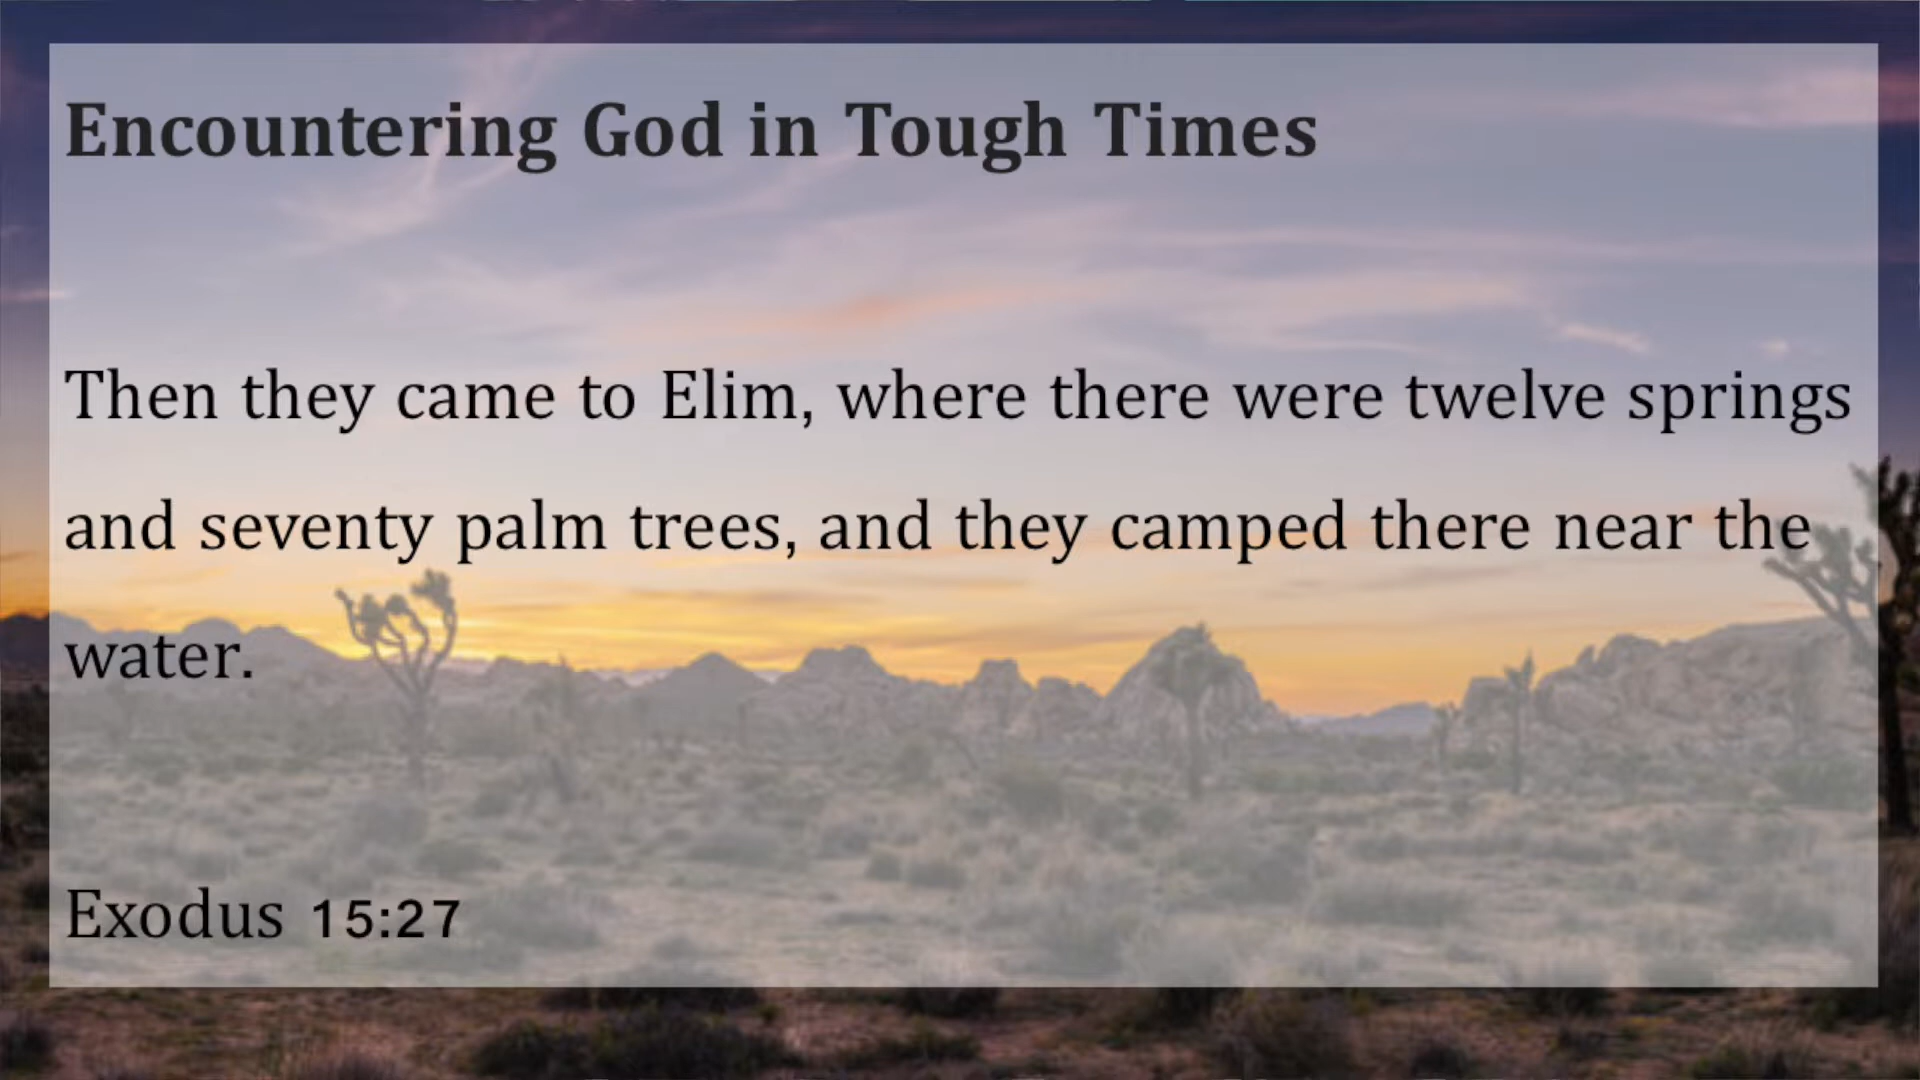 Encountering God in Tough Times
Then they came to Elim, where there were twelve springs
and seventy palm trees, and they camped there near the
water.
Exodus 15:27